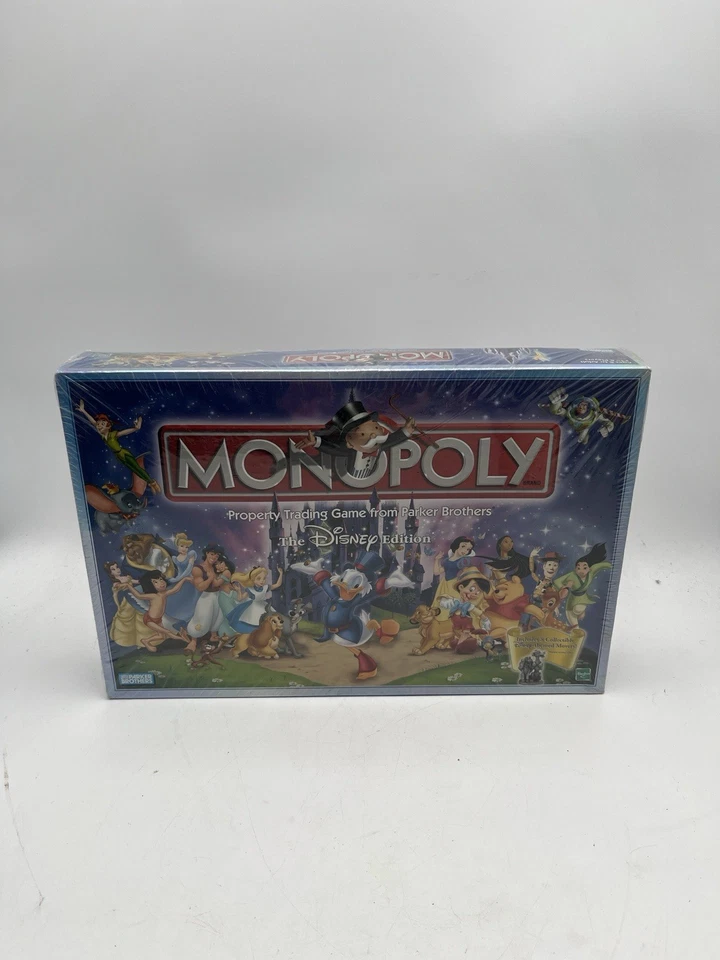 MONOPOLY
MONOPOLY
Property Trading Game from Parker Brothers
The Disney Edition
PARKER
BROTHERS